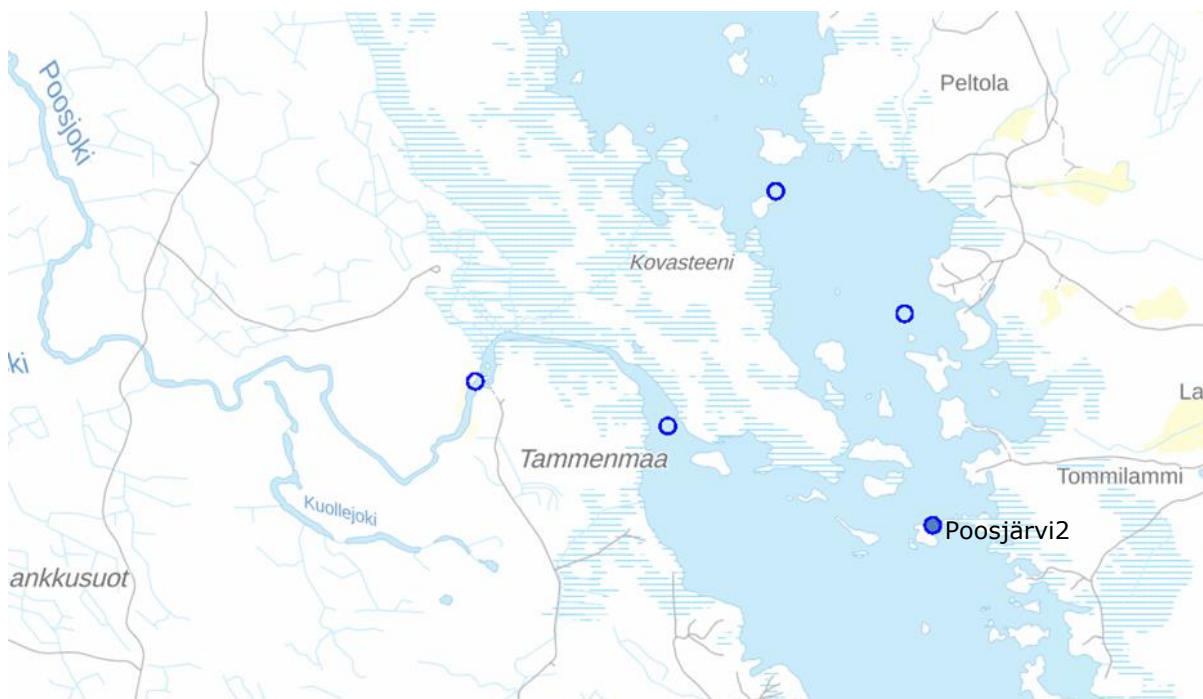 Poosjoki
Peltola
Kovasteeni
ki
La
Tammenmaa
Tommilammi
Kuollejoki
Poosjärvi2
ankkusuot